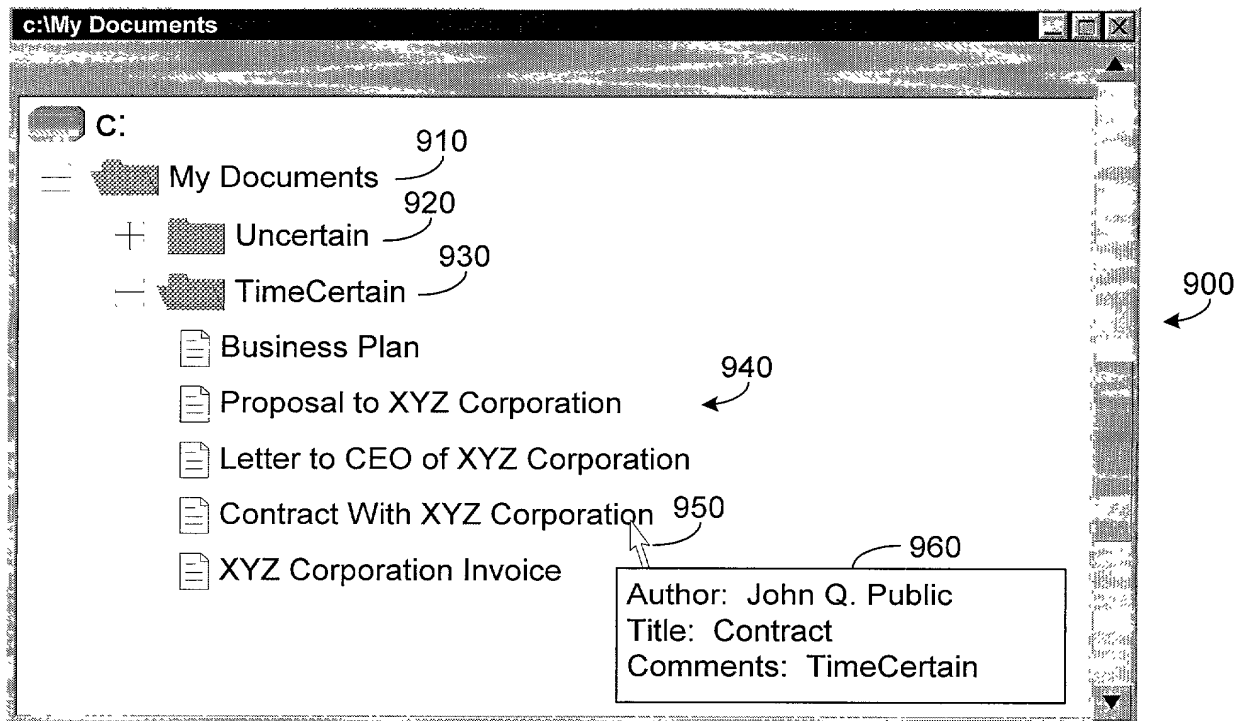 c:\My Documents
c:
910
My Documents
920
Uncertain
930
TimeCertain
900
Business Plan
940
Proposal to XYZ Corporation
Letter to CEO of XYZ Corporation
Contract With XYZ Corporation 950
960
XYZ Corporation Invoice
Author: John Q. Public
Title: Contract
Comments: TimeCertain